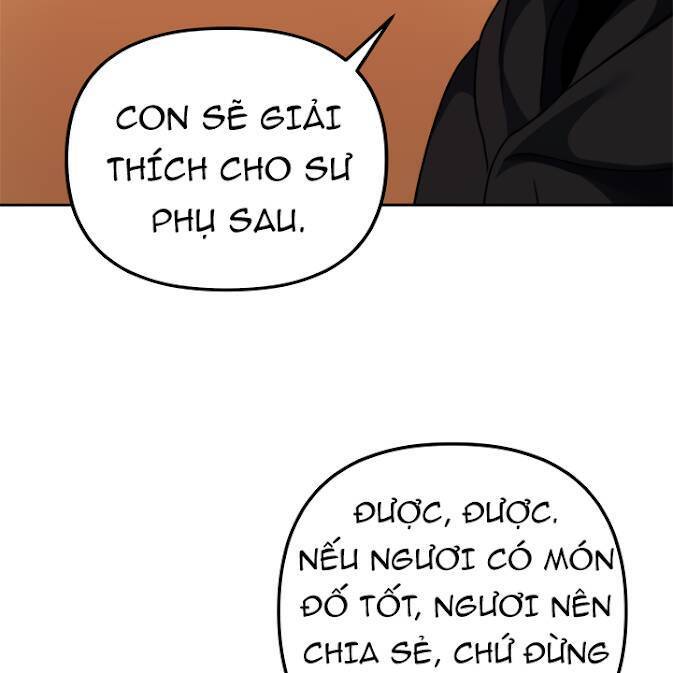 CON SẼ GIẢI
THÍCH CHO SƯ
PHỤ SAU.
ĐƯỢC, ĐƯỢC.
NẾU NGƯƠI CÓ MÓN
ĐỐ TỐT, NGƯƠI NÊN
CHIA SẺ, CHỨ ĐỪNG